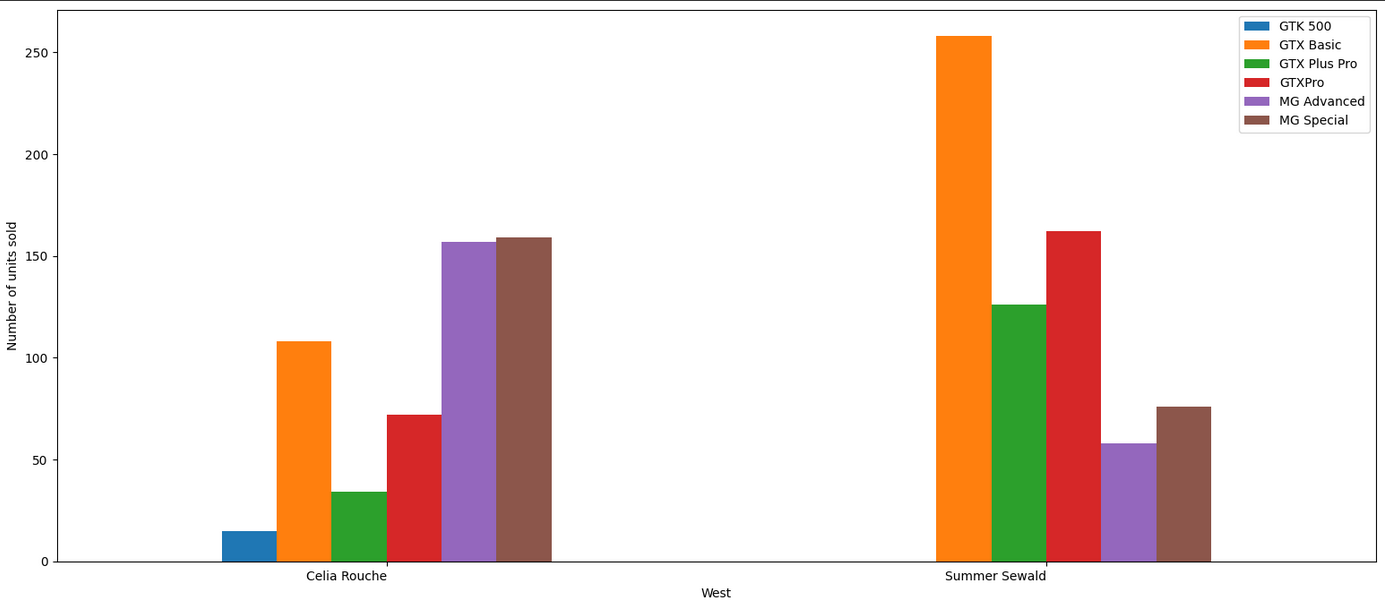 GTK 500
GTX Basic
GTX Plus Pro
GTXPro
MG Advanced
MG Special
Number of units sold
250
200
150
100
50
0
Celia Rouche
Summer Sewald
West